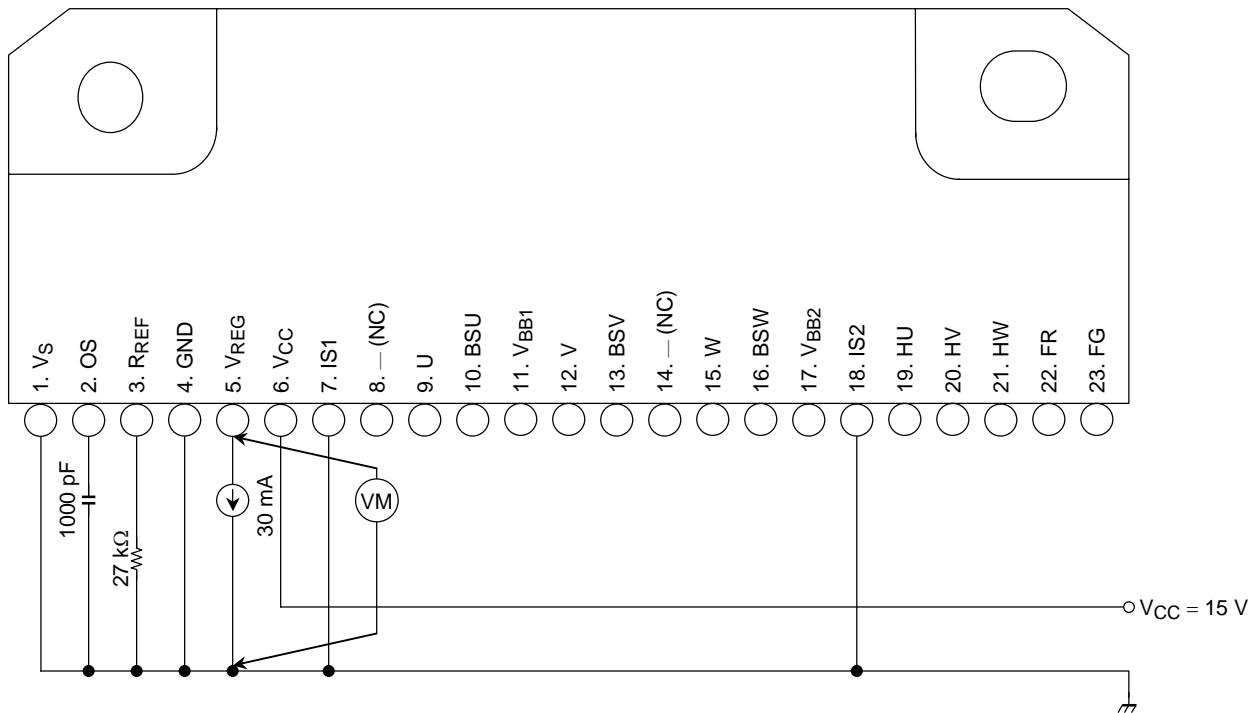 1. VS
2. OS
3. RREF
4. GND
5. VREG
6. VCC
7. IS1
8. — (NC)
9. U
10. BSU
11. VBB1
12. V
13. BSV
14. — (NC)
15. W
16. BSW
17. VBB2
18. IS2
19. HU
20. HV
21. HW
22. FR
23. FG
1000 pF
27 kΩ
30 mA
VM
VCC = 15 V